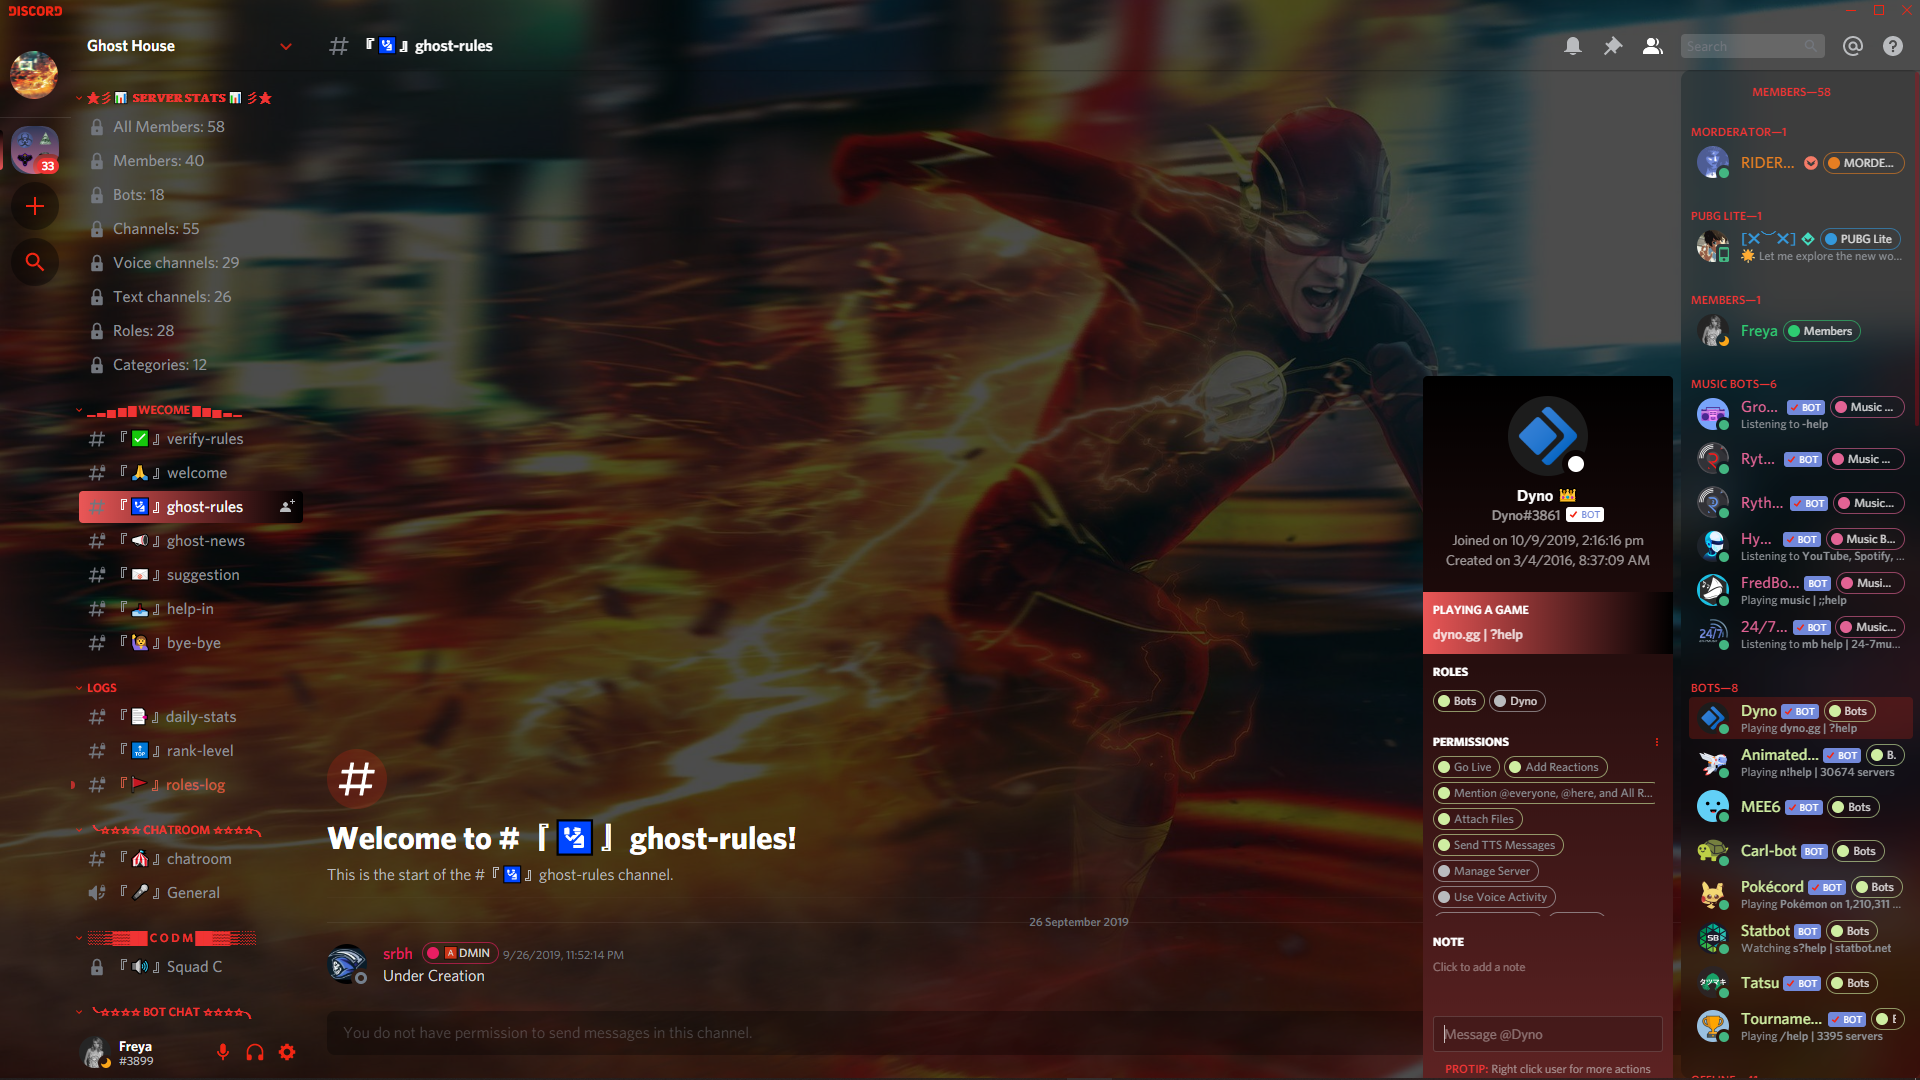 DISCORD
Ghost House
『🚰』ghost-rules
Search
★彡📊 SERVER STATS 📊 彡★
All Members: 58
Members: 40
Bots: 18
Channels: 55
Voice channels: 29
Text channels: 26
Roles: 28
Categories: 12
33
WECOME
『✅』verify-rules
『🙏』welcome
『🚰』ghost-rules
『📢』ghost-news
『📨』suggestion
『📥』help-in
『🙋』bye-bye
LOGS
『📑』daily-stats
『🔝』rank-level
『🚩』roles-log
╰☆☆☆☆ CHATROOM ☆☆☆☆╮
『🎪』chatroom
『🎤』General
C O D M
『🔊』Squad C
╰☆☆☆☆ BOT CHAT ☆☆☆☆╮
Freya
#3899
Welcome to #『🚰』ghost-rules!
This is the start of the #『🚰』ghost-rules channel.
26 September 2019
srbh 🅰DMIN 9/26/2019, 11:52:14 PM
Under Creation
You do not have permission to send messages in this channel.
Dyno 👑
Dyno#3861 ✓ BOT
Joined on 10/9/2019, 2:16:16 pm
Created on 3/4/2016, 8:37:09 AM
PLAYING A GAME
dyno.gg | ?help
ROLES
Bots Dyno
PERMISSIONS
Go Live Add Reactions
Mention @everyone, @here, and All R...
Attach Files
Send TTS Messages
Manage Server
Use Voice Activity
NOTE
Click to add a note
Message @Dyno
PROTIP: Right click user for more actions
MEMBERS—58
MORDERATOR—1
RIDER... MORDE...
PUBG LITE—1
[✕‿✕] PUBG Lite
🌟 Let me explore the new wo...
MEMBERS—1
Freya Members
MUSIC BOTS—6
Gro... ✓ BOT Music ...
Listening to -help
Ryt... ✓ BOT Music ...
Ryth... ✓ BOT Music...
Hy... ✓ BOT Music B...
Listening to YouTube, Spotify, ...
FredBo... BOT Musi...
Playing music | ;;help
24/7... ✓ BOT Music...
Listening to mb help | 24-7mu...
BOTS—8
Dyno ✓ BOT Bots
Playing dyno.gg | ?help
Animated... ✓ BOT B.
Playing n!help | 30674 servers
MEE6 ✓ BOT Bots
Carl-bot BOT Bots
Pokécord ✓ BOT Bots
Playing Pokémon on 1,210,311 ...
Statbot BOT Bots
Watching s?help | statbot.net
Tatsu ✓ BOT Bots
Tourname... ✓ BOT
Playing /help | 3395 servers